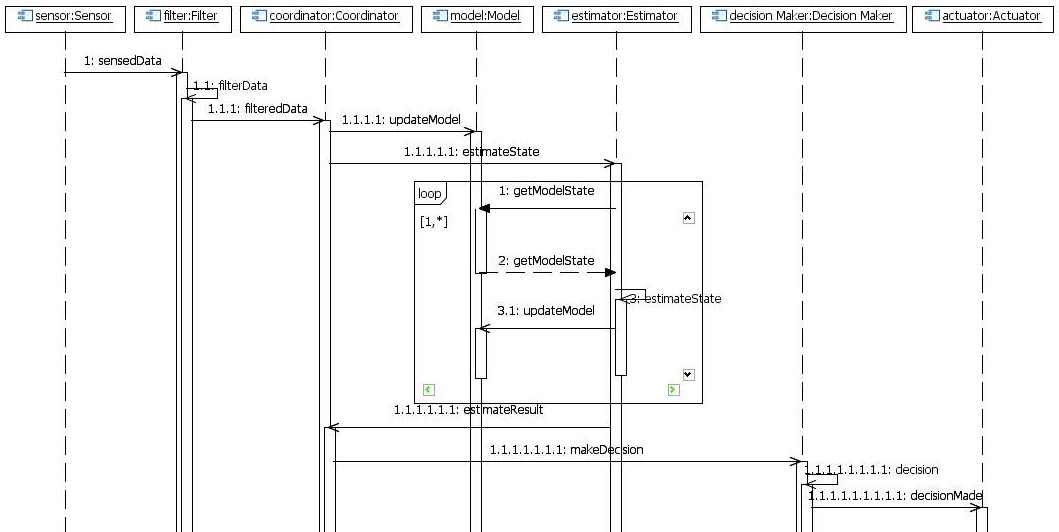 sensor:Sensor
filter:Filter
coordinator:Coordinator
model:Model
estimator:Estimator
decision Maker:Decision Maker
actuator:Actuator
1: sensedData
1.1: filterData
1.1.1: filteredData
1.1.1.1: updateModel
1.1.1.1.1: estimateState
loop
1: getModelState
[1,*]
2: getModelState
3: estimateState
3.1: updateModel
1.1.1.1.1.1: estimateResult
1.1.1.1.1.1.1: makeDecision
1.1.1.1.1.1.1.1: decision
1.1.1.1.1.1.1.1.1: decisionMade